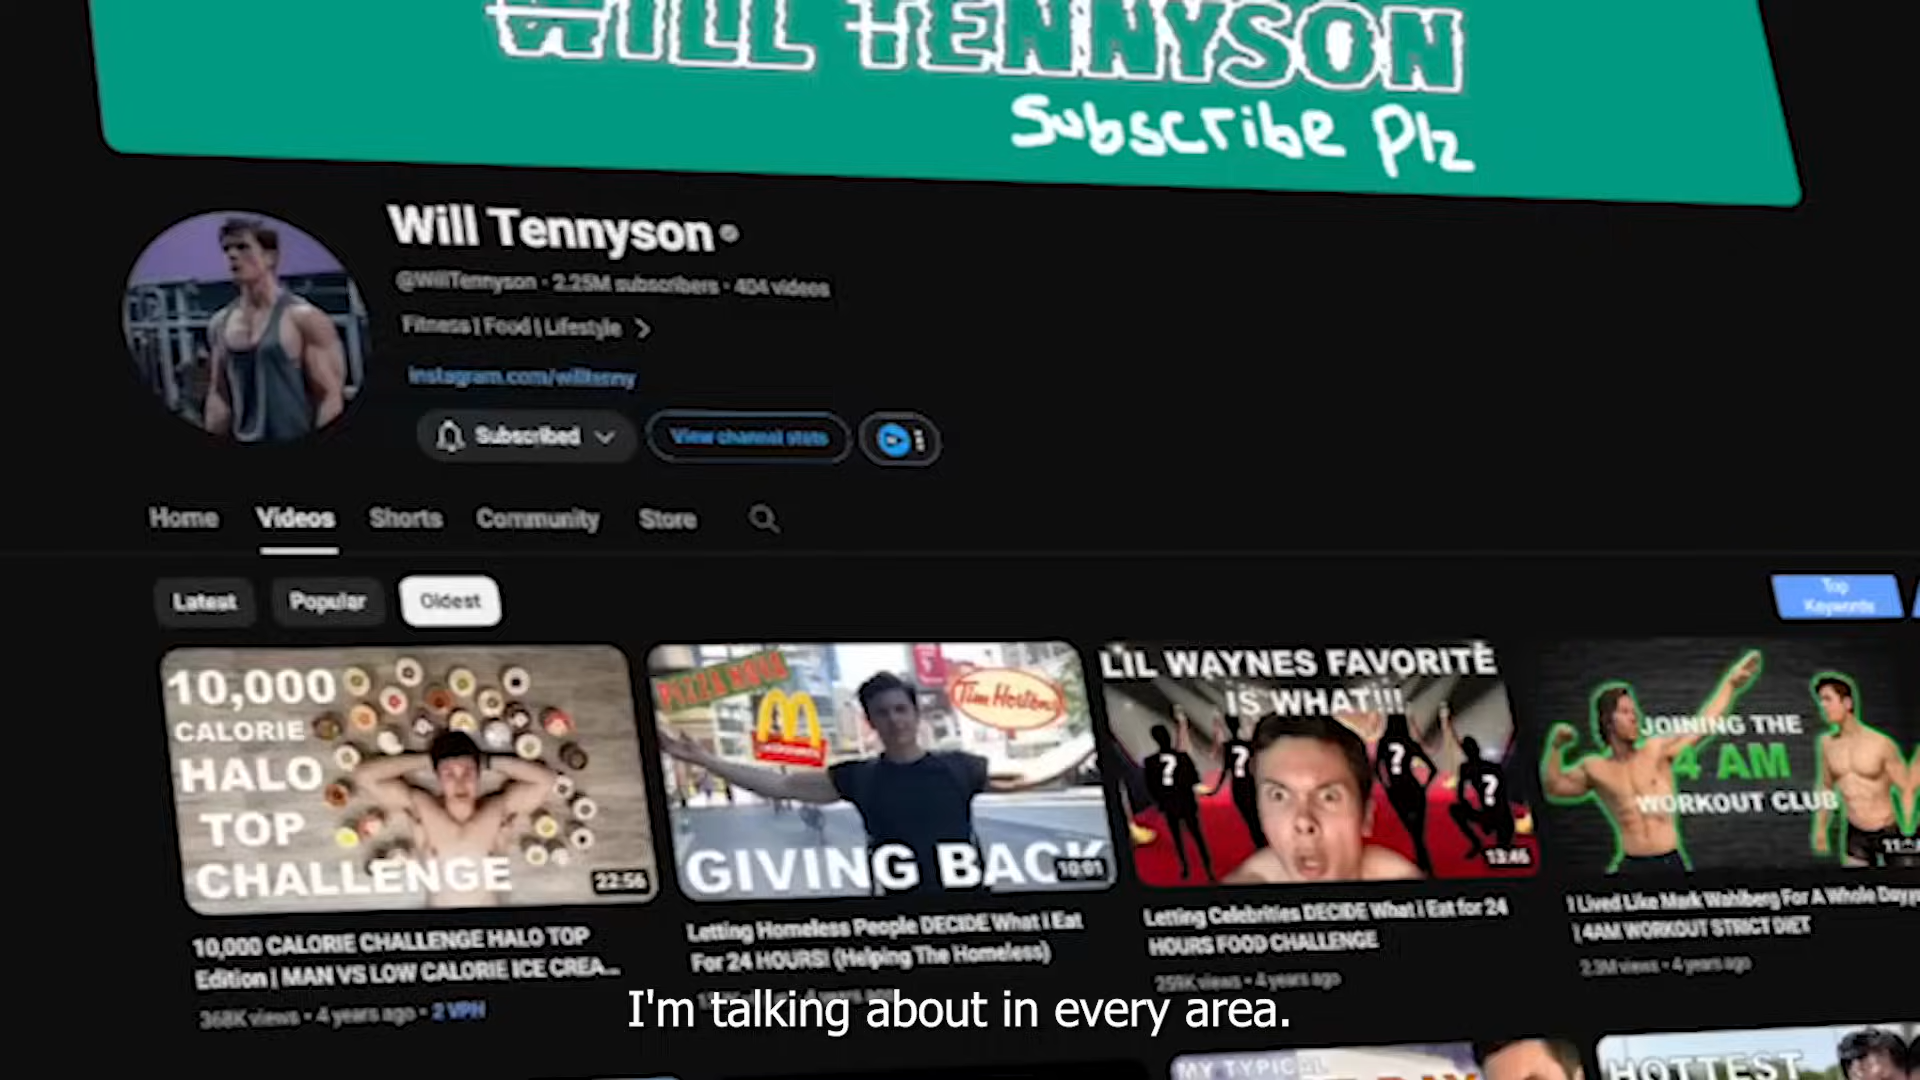 WILL TENNYSON
Subscribe Plz
Will Tennyson
@WillTennyson · 2.25M subscribers · 404 videos
Fitness | Food | Lifestyle
instagram.com/willtenny
Subscribed
View channel stats
Home Videos Shorts Community Store
Latest Popular Oldest
Top
Keywords
10,000
CALORIE
HALO
TOP
CHALLENGE
22:56
PIZZA NOVA
McDonald's
Tim Hortons
GIVING BACK
10:01
LIL WAYNES FAVORITE
IS WHAT!!!
? ? ? ?
13:46
JOINING THE
4 AM
WORKOUT CLUB
10,000 CALORIE CHALLENGE HALO TOP
Edition | MAN VS LOW CALORIE ICE CREA...
368K views · 4 years ago · 2 VPH
Letting Homeless People DECIDE What I Eat
For 24 HOURS! (Helping The Homeless)
Letting Celebrities DECIDE What I Eat for 24
HOURS FOOD CHALLENGE
259K views · 4 years ago
I Lived Like Mark Wahlberg For A Whole Day
| 4AM WORKOUT STRICT DIET
2.3M views · 4 years ago
I'm talking about in every area.
MY TYPICAL
HOTTEST